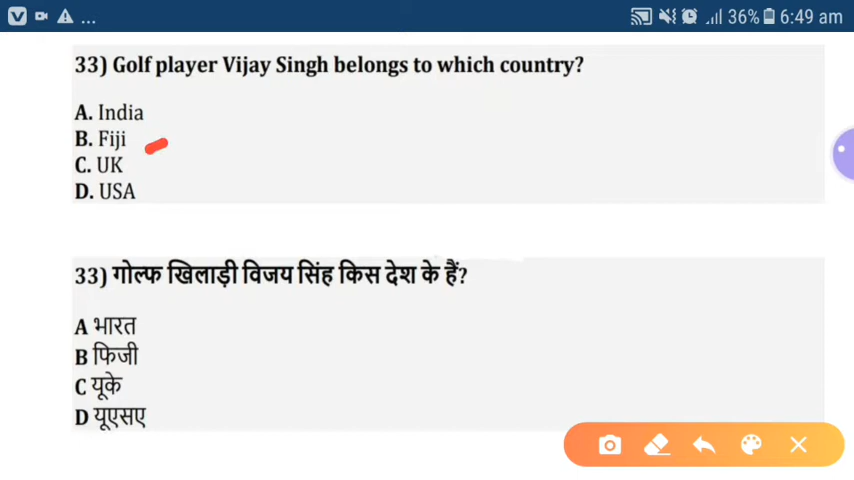 V ... 36% 6:49 am
33) Golf player Vijay Singh belongs to which country?
A. India
B. Fiji
C. UK
D. USA
33) गोल्फ खिलाड़ी विजय सिंह किस देश के हैं?
A भारत
B फिजी
C यूके
D यूएसए